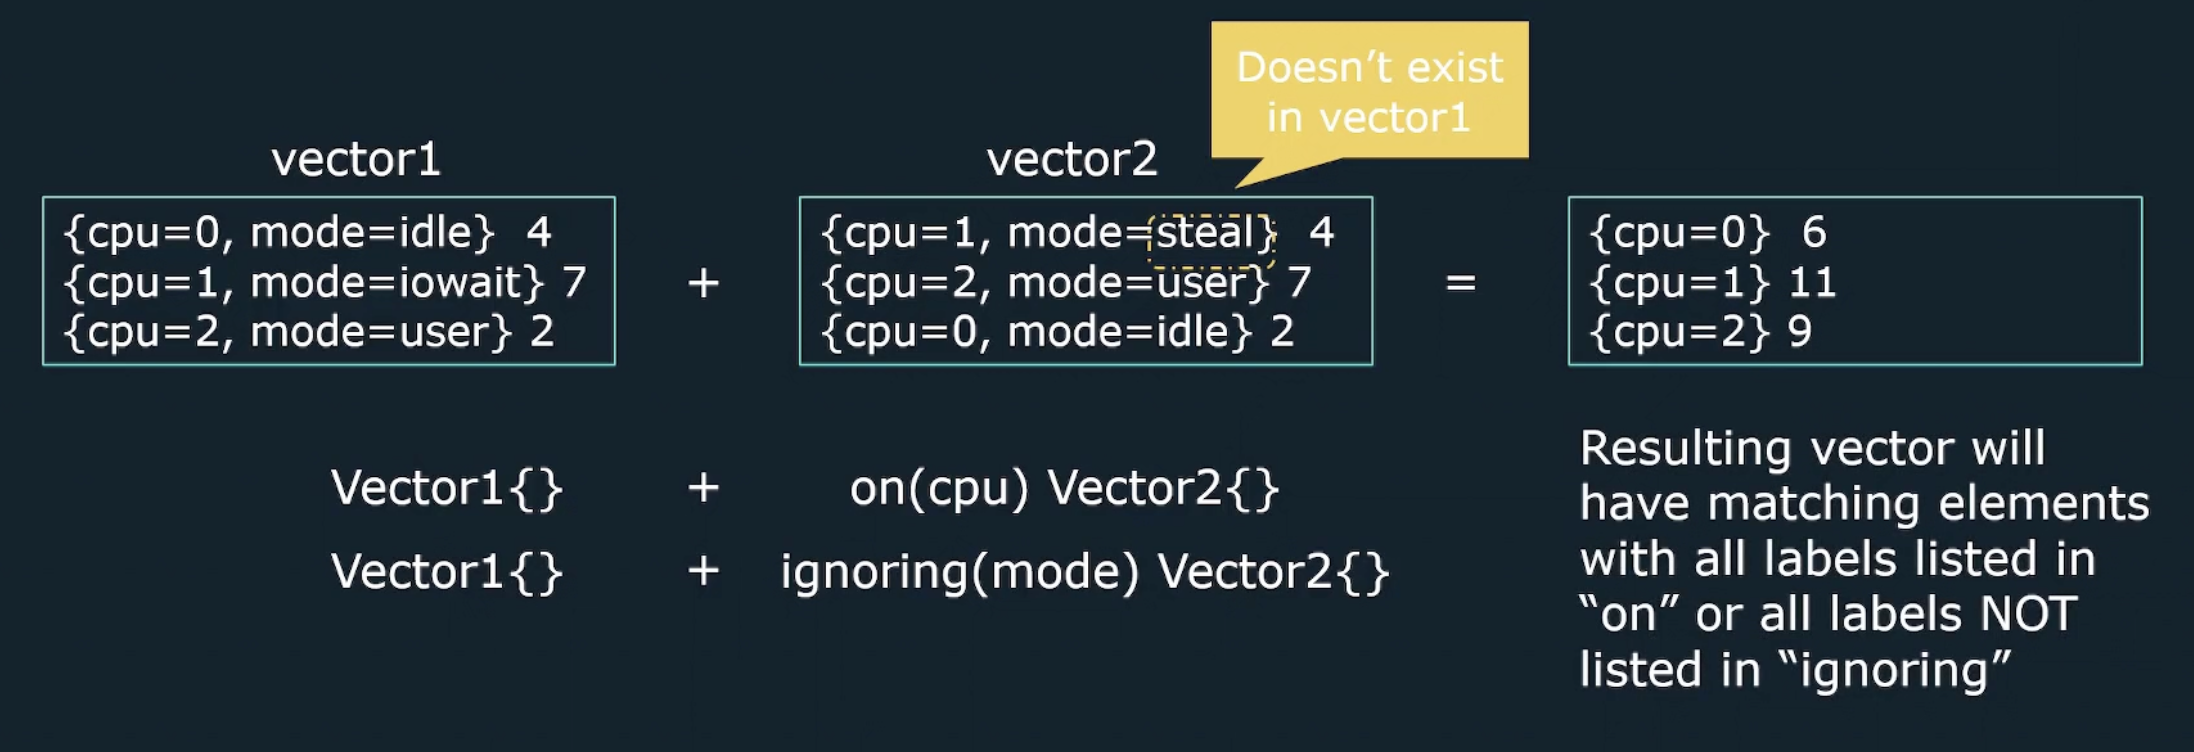 Doesn’t exist
in vector1
vector1
vector2
{cpu=0, mode=idle} 4
{cpu=1, mode=iowait} 7
{cpu=2, mode=user} 2
+
{cpu=1, mode=steal} 4
{cpu=2, mode=user} 7
{cpu=0, mode=idle} 2
=
{cpu=0} 6
{cpu=1} 11
{cpu=2} 9
Vector1{} + on(cpu) Vector2{}
Vector1{} + ignoring(mode) Vector2{}
Resulting vector will
have matching elements
with all labels listed in
“on” or all labels NOT
listed in “ignoring”